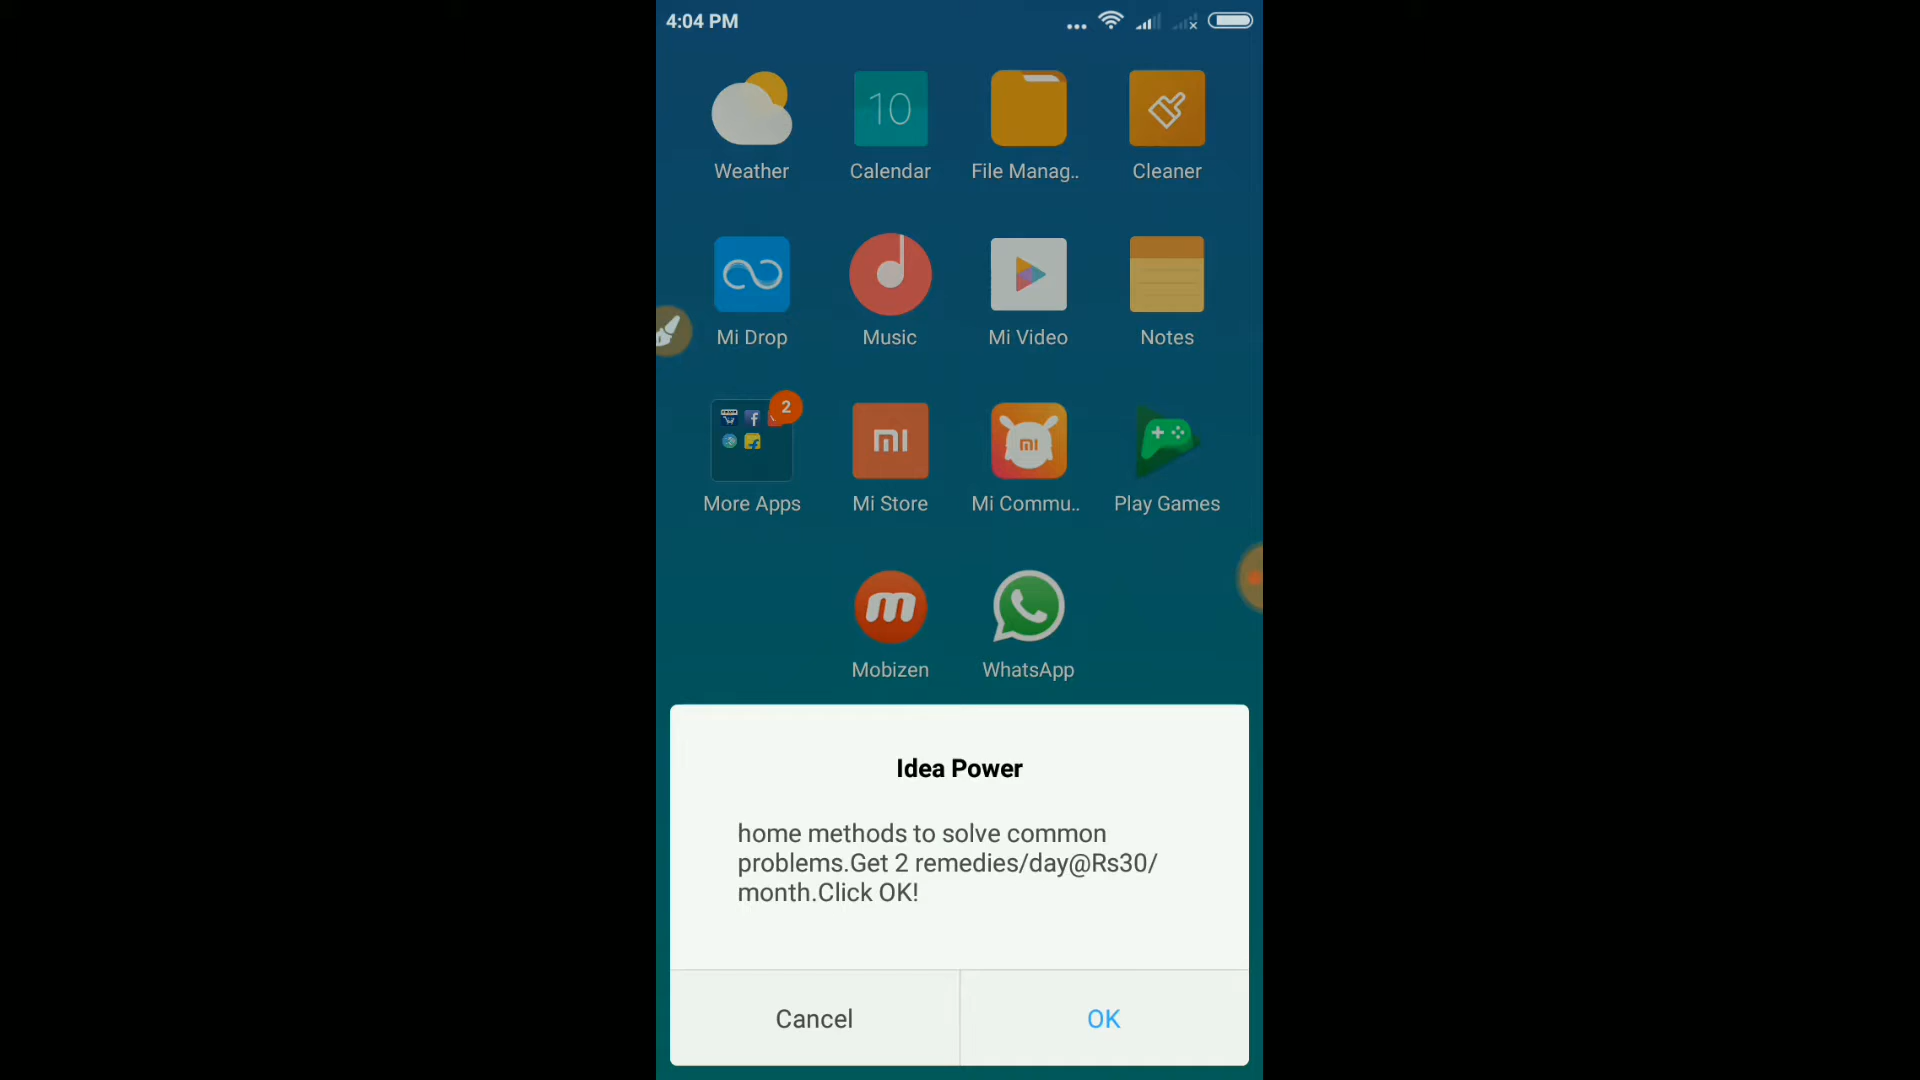 4:04 PM
10
Weather
Calendar
File Manag..
Cleaner
Mi Drop
Music
Mi Video
Notes
2
More Apps
Mi Store
Mi Commu..
Play Games
Mobizen
WhatsApp
Idea Power
home methods to solve common
problems.Get 2 remedies/day@Rs30/
month.Click OK!
Cancel
OK